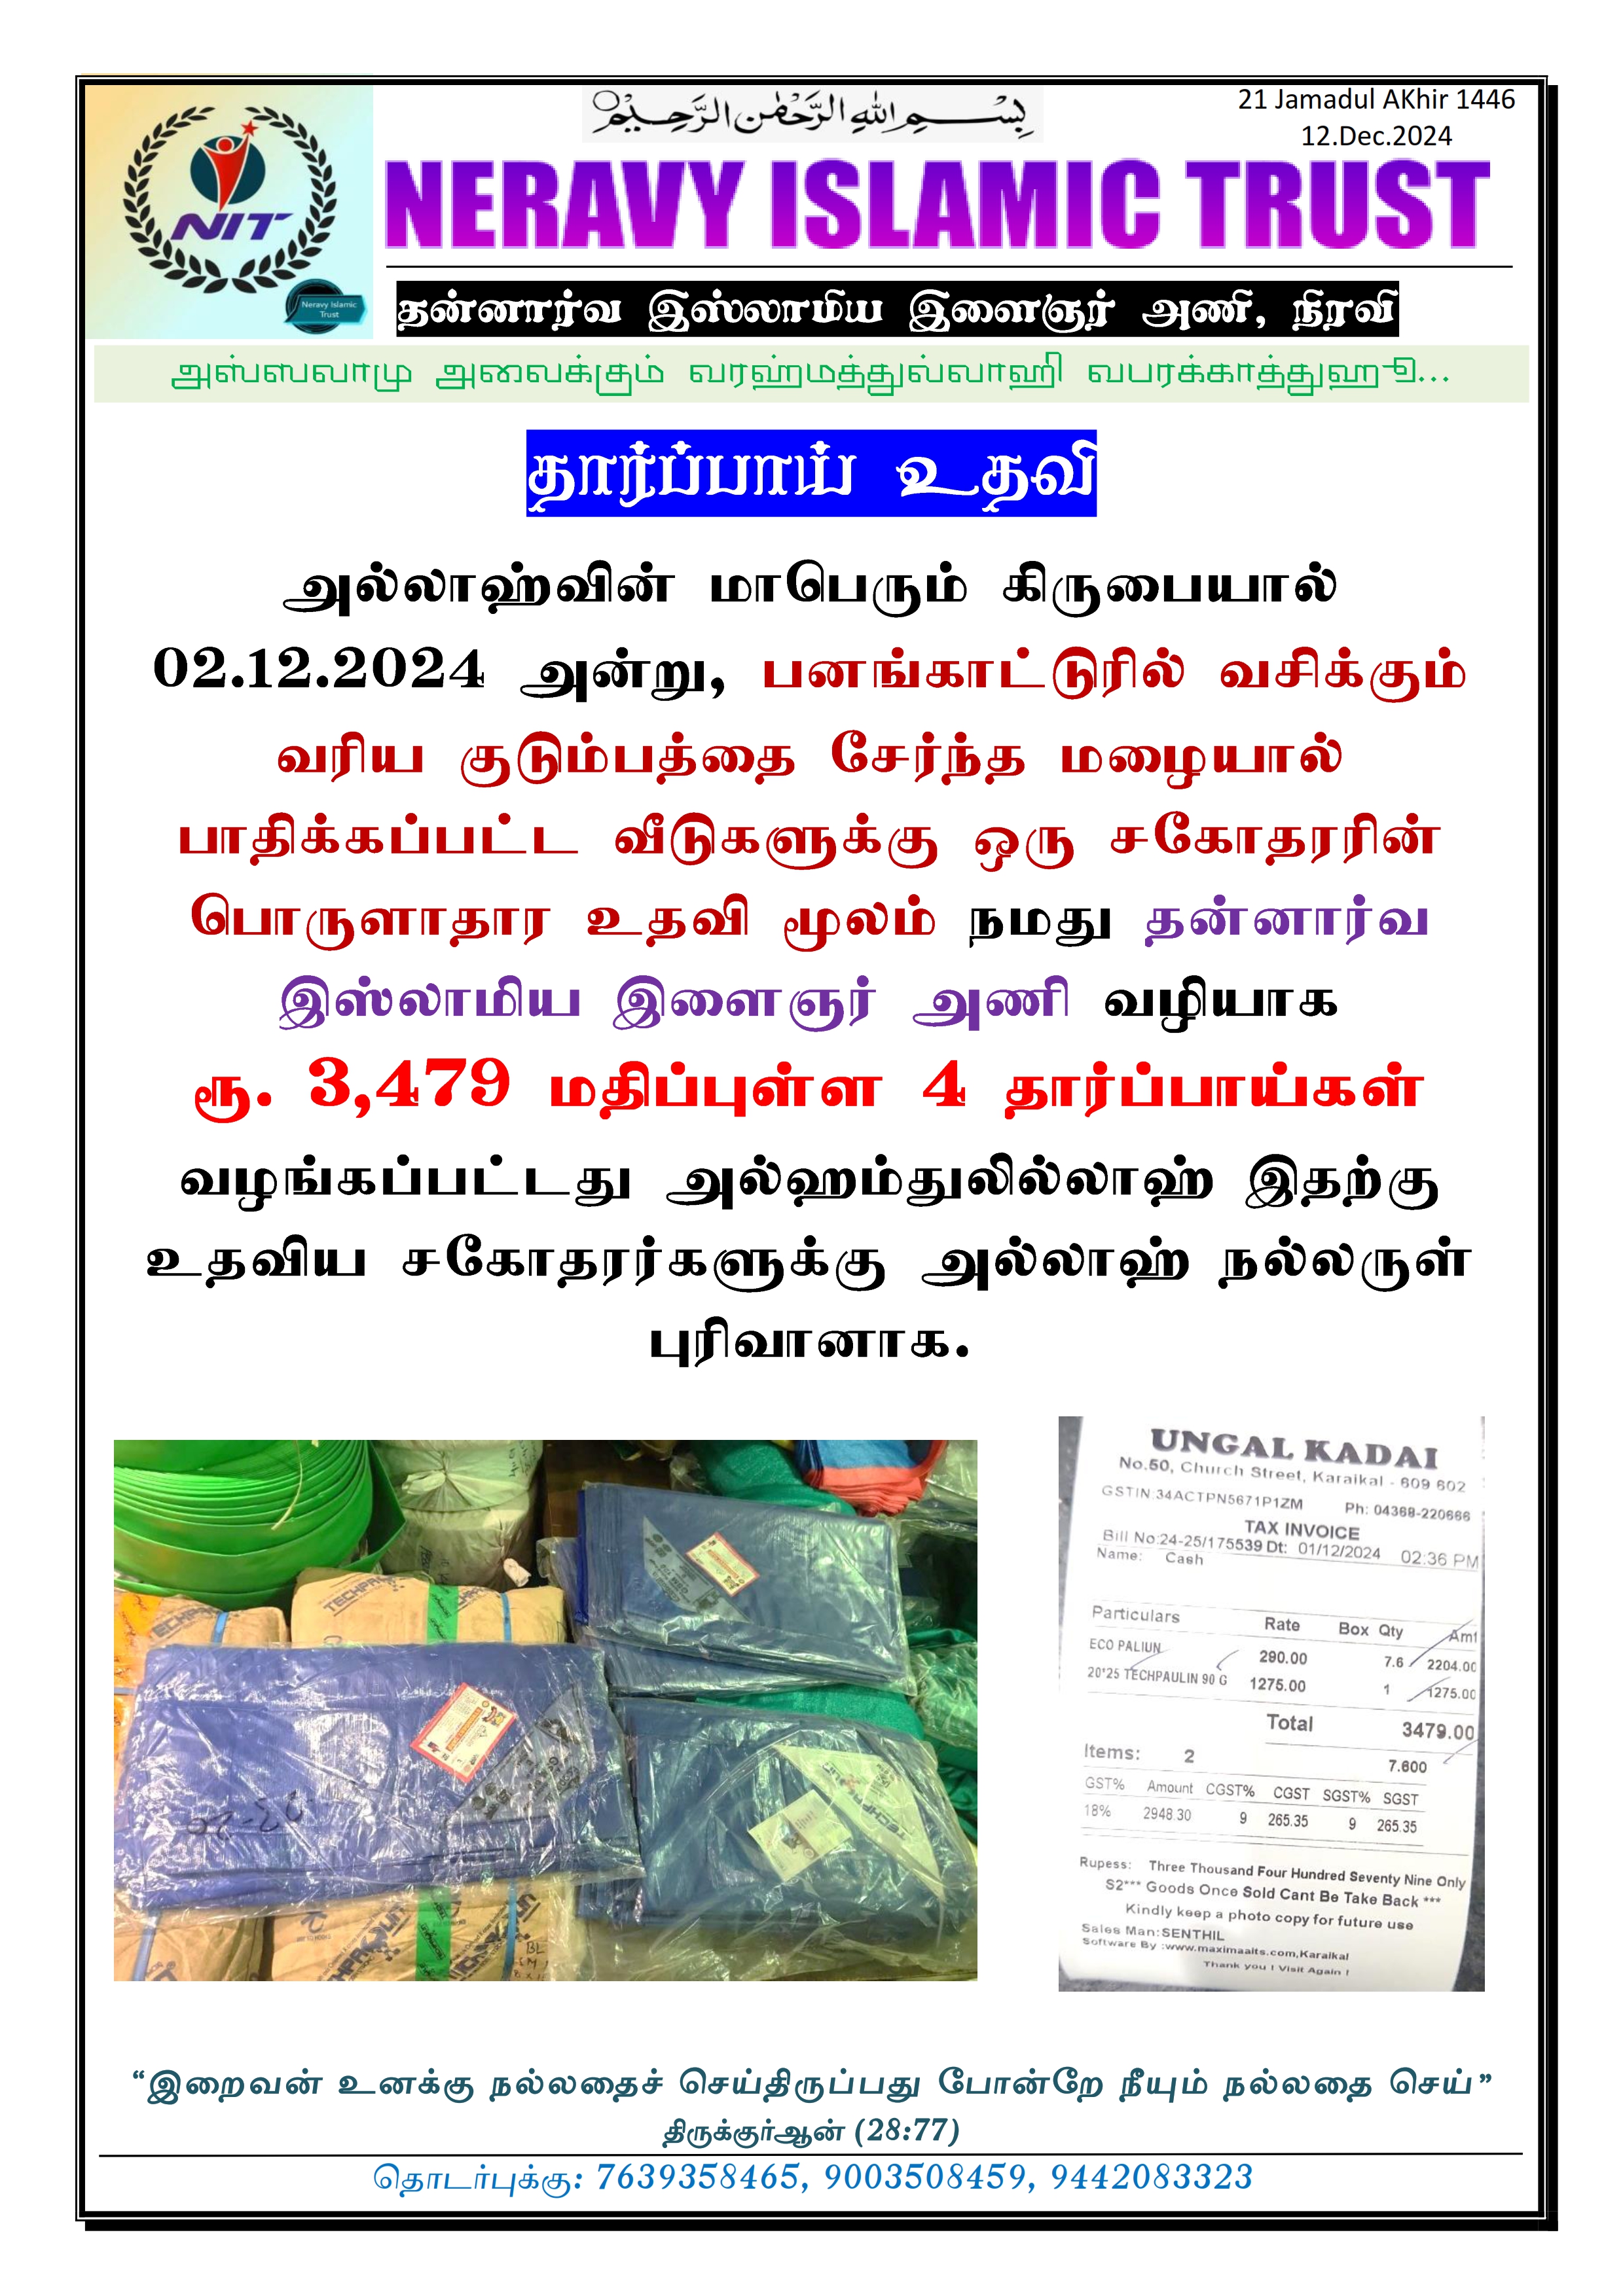 21 Jamadul AKhir 1446
12.Dec.2024
بِسْمِ اللهِ الرَّحْمٰنِ الرَّحِيْمِ
NIT
Neravy Islamic
Trust
NERAVY ISLAMIC TRUST
தன்னார்வ இஸ்லாமிய இளைஞர் அணி, நிரவி
அஸ்ஸலாமு அலைக்கும் வரஹ்மத்துல்லாஹி வபரக்காத்துஹூ...
தார்ப்பாய் உதவி
அல்லாஹ்வின் மாபெரும் கிருபையால்
02.12.2024 அன்று, பனங்காட்டுரில் வசிக்கும்
வரிய குடும்பத்தை சேர்ந்த மழையால்
பாதிக்கப்பட்ட வீடுகளுக்கு ஒரு சகோதரரின்
பொருளாதார உதவி மூலம் நமது தன்னார்வ
இஸ்லாமிய இளைஞர் அணி வழியாக
ரூ. 3,479 மதிப்புள்ள 4 தார்ப்பாய்கள்
வழங்கப்பட்டது அல்ஹம்துலில்லாஹ் இதற்கு
உதவிய சகோதரர்களுக்கு அல்லாஹ் நல்லருள்
புரிவானாக.
TECHPAULIN
UNGAL KADAI
No.50, Church Street, Karaikal - 609 602
GSTIN:34ACTPN5671P1ZM Ph: 04368-220666
TAX INVOICE
Bill No:24-25/175539 Dt: 01/12/2024 02:36 PM
Name: Cash
Particulars Rate Box Qty Amt
ECO PALIUN 290.00 7.6 2204.00
20*25 TECHPAULIN 90 G 1275.00 1 1275.00
Total 3479.00
Items: 2 7.600
GST% Amount CGST% CGST SGST% SGST
18% 2948.30 9 265.35 9 265.35
Rupess: Three Thousand Four Hundred Seventy Nine Only
S2*** Goods Once Sold Cant Be Take Back ***
Kindly keep a photo copy for future use
Sales Man:SENTHIL
Software By :www.maximaaits.com,Karaikal
Thank you ! Visit Again !
“இறைவன் உனக்கு நல்லதைச் செய்திருப்பது போன்றே நீயும் நல்லதை செய்”
திருக்குர்ஆன் (28:77)
தொடர்புக்கு: 7639358465, 9003508459, 9442083323